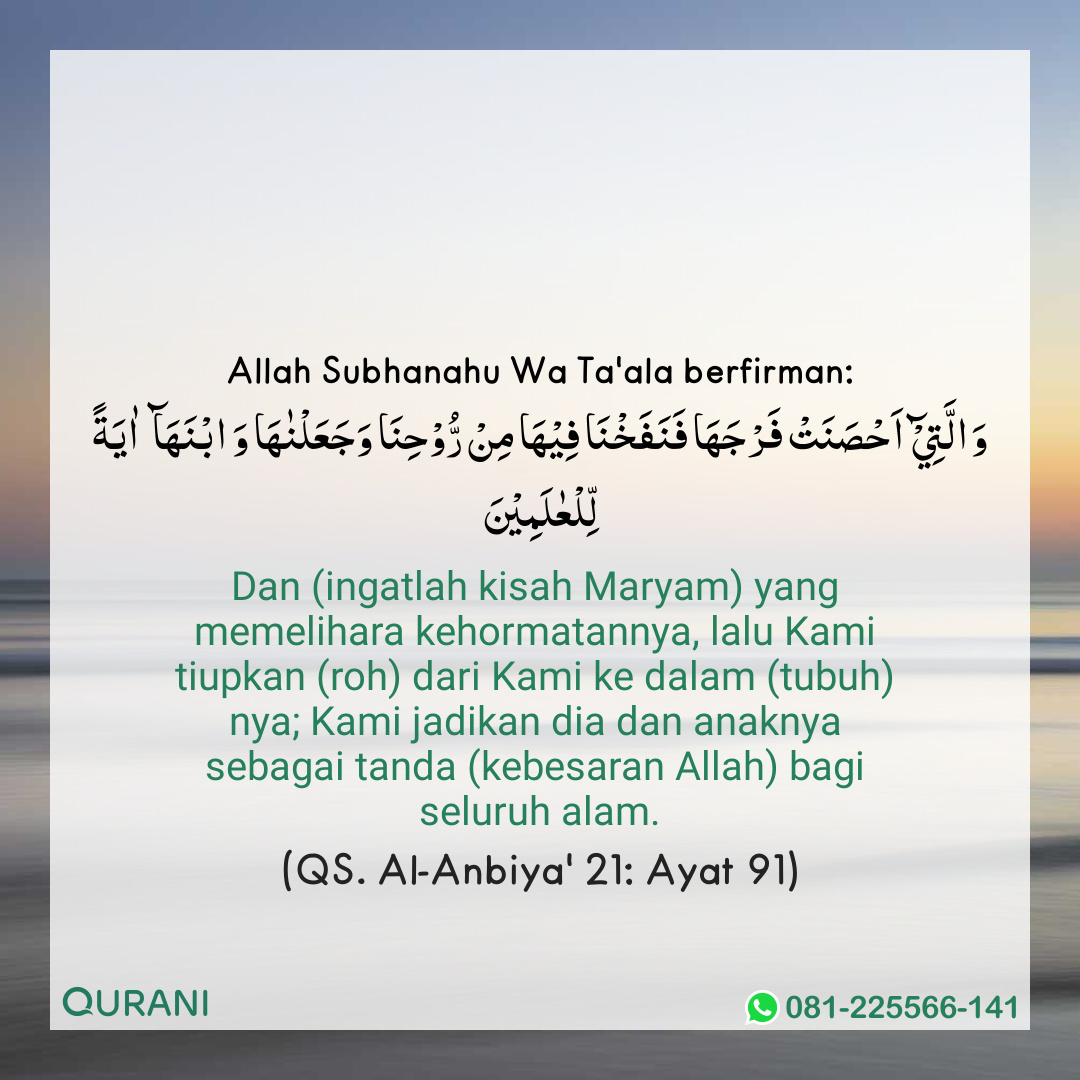 Allah Subhanahu Wa Ta'ala berfirman:
وَالَّتِيْۤ اَحْصَنَتْ فَرْجَهَا فَنَفَخْنَا فِيْهَا مِنْ رُّوْحِنَا وَجَعَلْنٰهَا وَا بْنَهَاۤ اٰيَةً
لِّلْعٰلَمِيْنَ
Dan (ingatlah kisah Maryam) yang
memelihara kehormatannya, lalu Kami
tiupkan (roh) dari Kami ke dalam (tubuh)
nya; Kami jadikan dia dan anaknya
sebagai tanda (kebesaran Allah) bagi
seluruh alam.
(QS. Al-Anbiya' 21: Ayat 91)
QURANI
081-225566-141